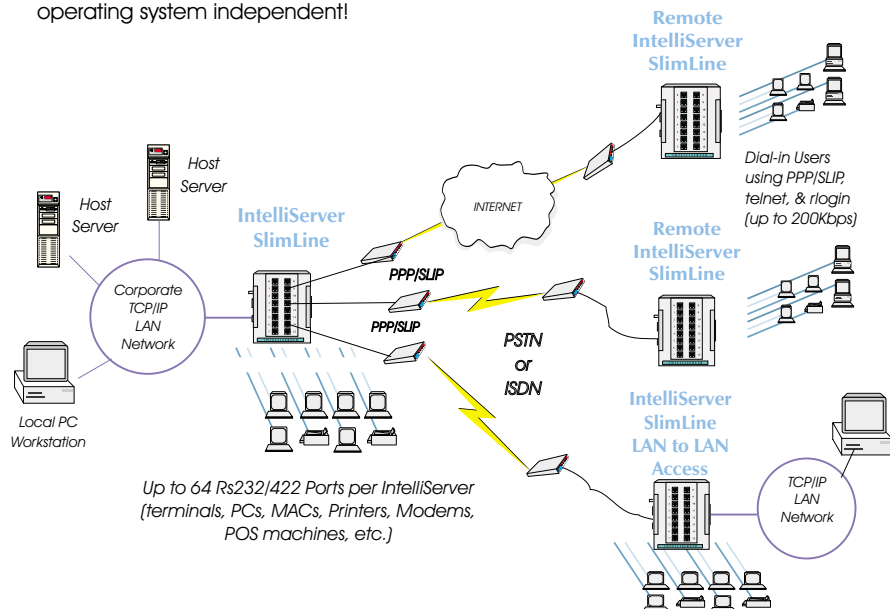 operating system independent!
Remote
IntelliServer
SlimLine
Host
Server
Host
Server
IntelliServer
SlimLine
INTERNET
Dial-in Users
using PPP/SLIP,
telnet, & rlogin
(up to 200Kbps)
Remote
IntelliServer
SlimLine
PPP/SLIP
Corporate
TCP/IP
LAN
Network
PPP/SLIP
PSTN
or
ISDN
Local PC
Workstation
IntelliServer
SlimLine
LAN to LAN
Access
TCP/IP
LAN
Network
Up to 64 Rs232/422 Ports per IntelliServer
(terminals, PCs, MACs, Printers, Modems,
POS machines, etc.)